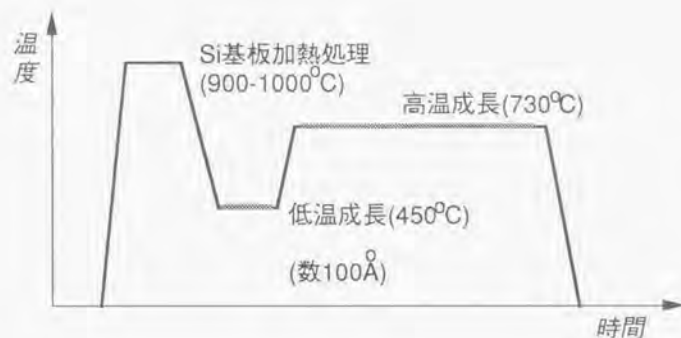 温度
Si基板加熱処理
(900-1000°C)
高温成長(730°C)
低温成長(450°C)
(数100Å)
時間